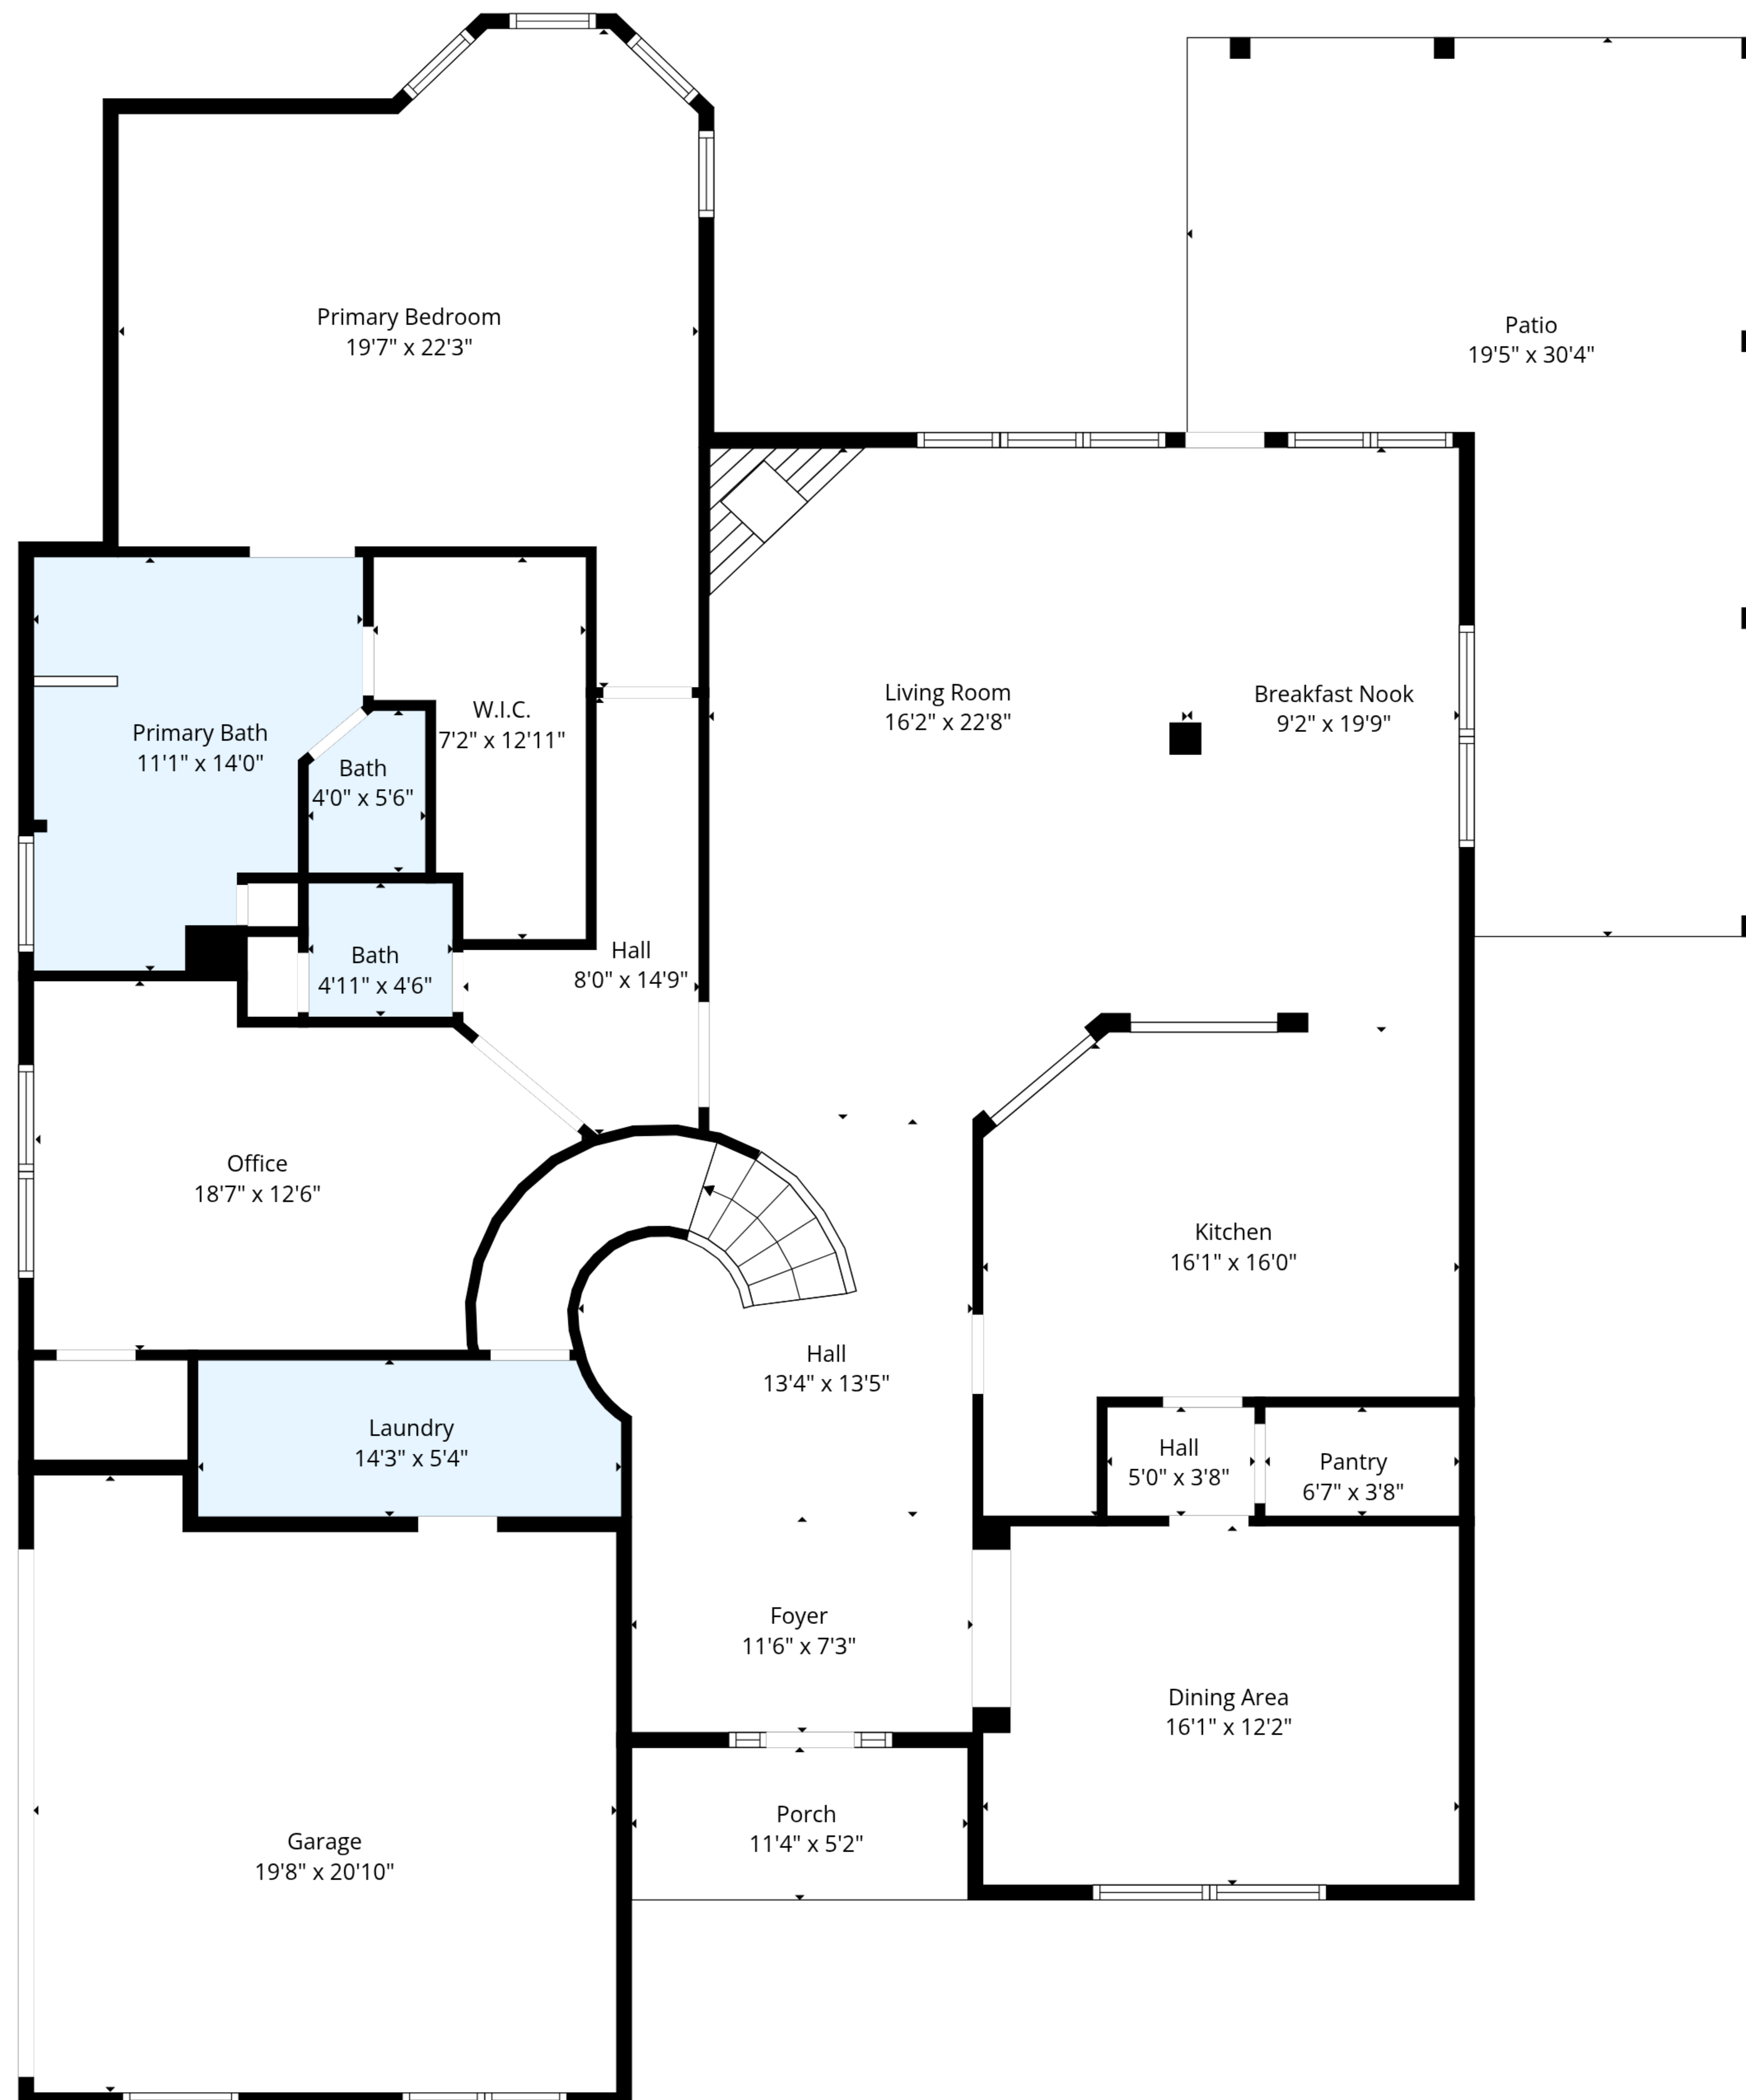 Primary Bedroom
19'7" x 22'3"
Patio
19'5" x 30'4"
Living Room
16'2" x 22'8"
Breakfast Nook
9'2" x 19'9"
W.I.C.
7'2" x 12'11"
Primary Bath
11'1" x 14'0"
Bath
4'0" x 5'6"
Hall
8'0" x 14'9"
Bath
4'11" x 4'6"
Office
18'7" x 12'6"
Kitchen
16'1" x 16'0"
Hall
13'4" x 13'5"
Laundry
14'3" x 5'4"
Hall
5'0" x 3'8"
Pantry
6'7" x 3'8"
Foyer
11'6" x 7'3"
Dining Area
16'1" x 12'2"
Porch
11'4" x 5'2"
Garage
19'8" x 20'10"